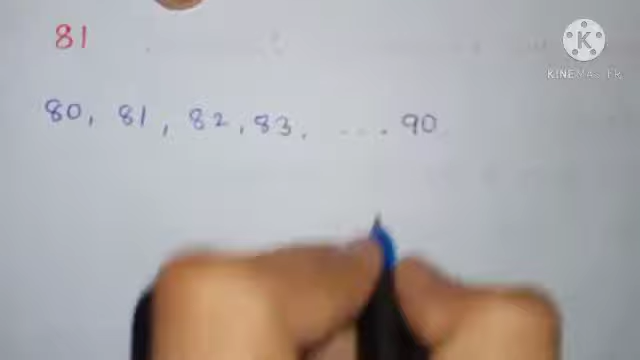 81
80, 81, 82, 83, .... 90
K
KINEMASTER